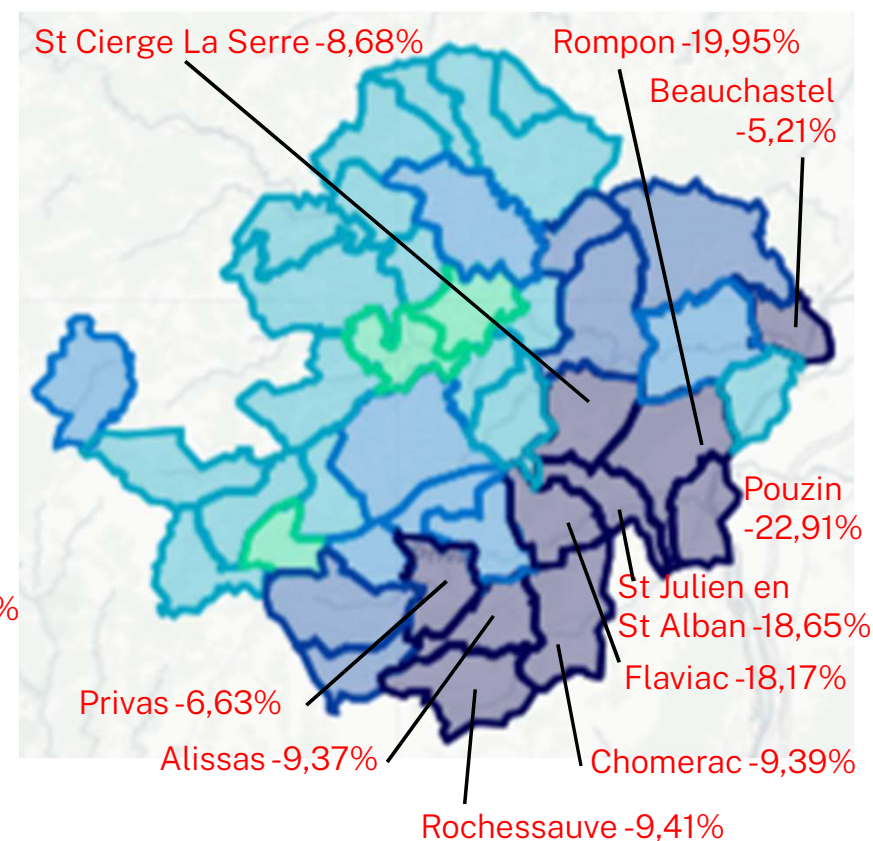 St Cierge La Serre -8,68%
Rompon -19,95%
Beauchastel
-5,21%
Pouzin
-22,91%
St Julien en
St Alban -18,65%
%
Flaviac -18,17%
Privas -6,63%
Alissas -9,37%
Chomerac -9,39%
Rochessauve -9,41%